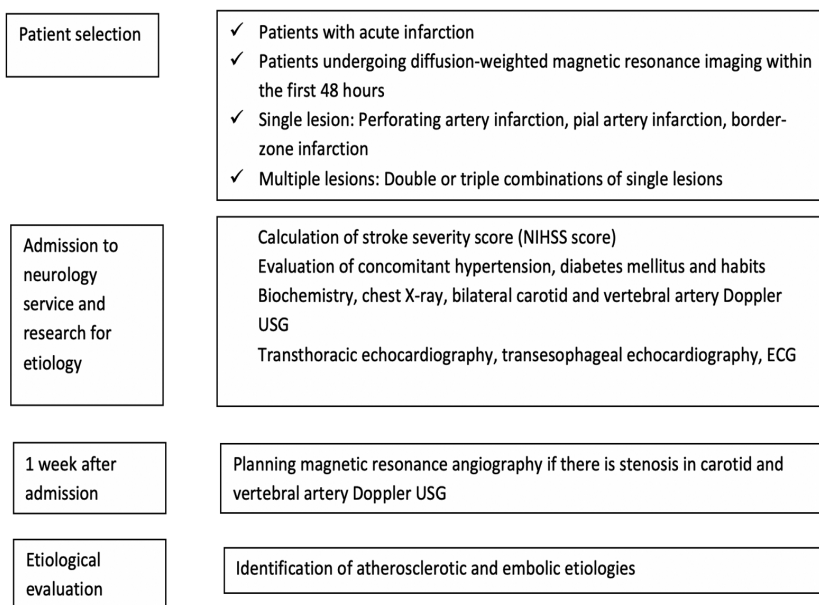 Patient selection
✓ Patients with acute infarction
✓ Patients undergoing diffusion-weighted magnetic resonance imaging within
the first 48 hours
✓ Single lesion: Perforating artery infarction, pial artery infarction, border-
zone infarction
✓ Multiple lesions: Double or triple combinations of single lesions
Admission to
neurology
service and
research for
etiology
Calculation of stroke severity score (NIHSS score)
Evaluation of concomitant hypertension, diabetes mellitus and habits
Biochemistry, chest X-ray, bilateral carotid and vertebral artery Doppler
USG
Transthoracic echocardiography, transesophageal echocardiography, ECG
1 week after
admission
Planning magnetic resonance angiography if there is stenosis in carotid and
vertebral artery Doppler USG
Etiological
evaluation
Identification of atherosclerotic and embolic etiologies